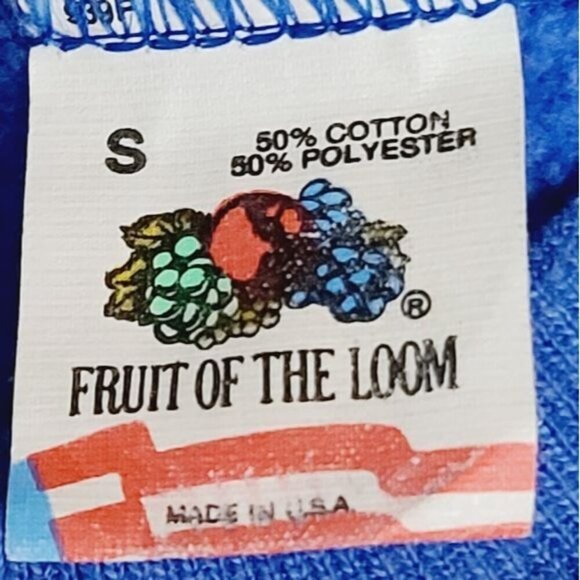 S
50% COTTON
50% POLYESTER
®
FRUIT OF THE LOOM
MADE IN U.S.A.